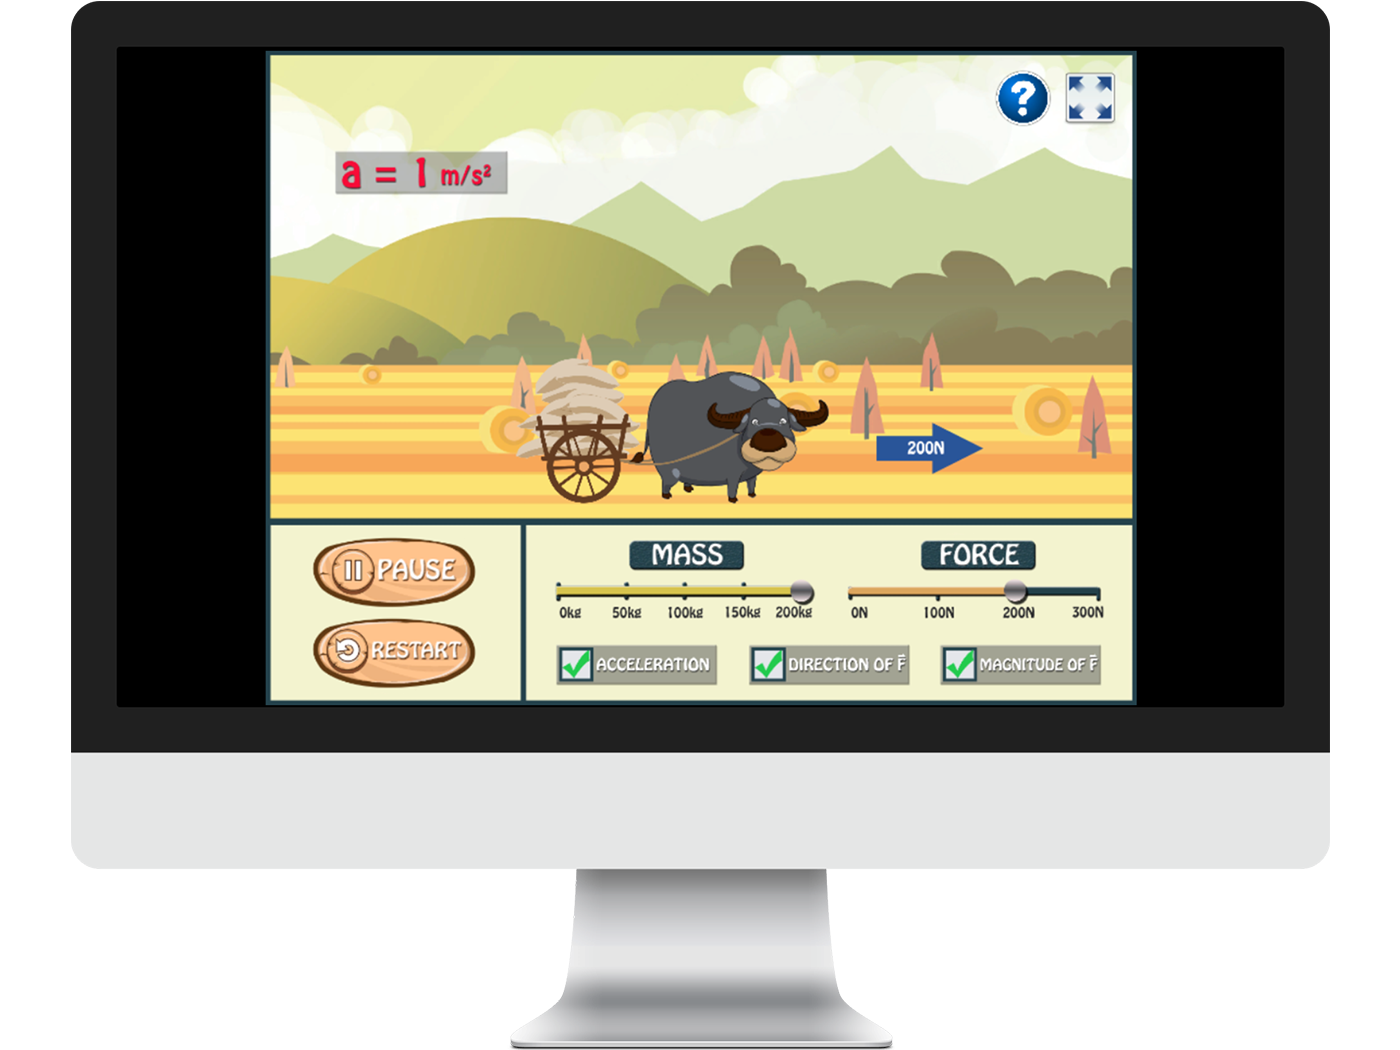 ?
a = 1 m/s²
200N
PAUSE
RESTART
MASS
0kg 50kg 100kg 150kg 200kg
FORCE
0N 100N 200N 300N
ACCELERATION
DIRECTION OF F⃗
MAGNITUDE OF F⃗